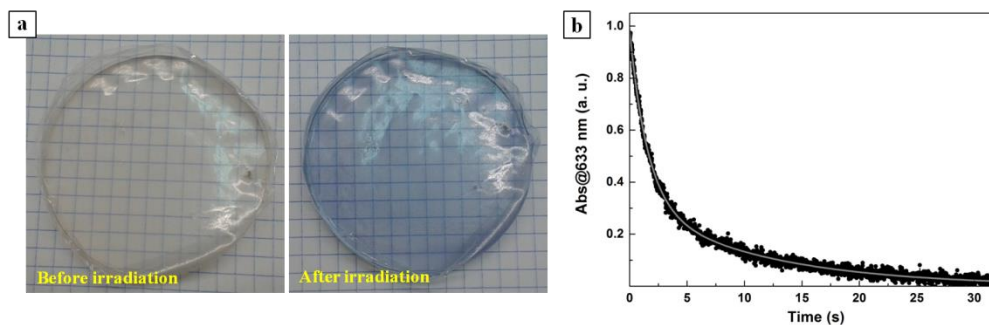 a
Before irradiation
After irradiation
b
Abs@633 nm (a. u.)
1.0
0.8
0.6
0.4
0.2
0
5
10
15
20
25
30
Time (s)